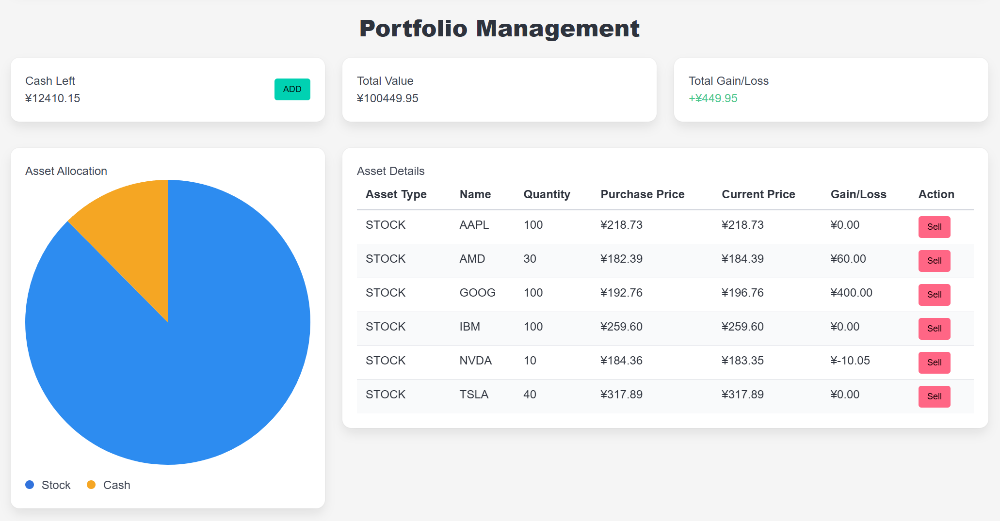 Portfolio Management
Cash Left
¥12410.15
ADD
Total Value
¥100449.95
Total Gain/Loss
+¥449.95
Asset Allocation
Stock Cash
Asset Details
Asset Type Name Quantity Purchase Price Current Price Gain/Loss Action
STOCK AAPL 100 ¥218.73 ¥218.73 ¥0.00 Sell
STOCK AMD 30 ¥182.39 ¥184.39 ¥60.00 Sell
STOCK GOOG 100 ¥192.76 ¥196.76 ¥400.00 Sell
STOCK IBM 100 ¥259.60 ¥259.60 ¥0.00 Sell
STOCK NVDA 10 ¥184.36 ¥183.35 ¥-10.05 Sell
STOCK TSLA 40 ¥317.89 ¥317.89 ¥0.00 Sell